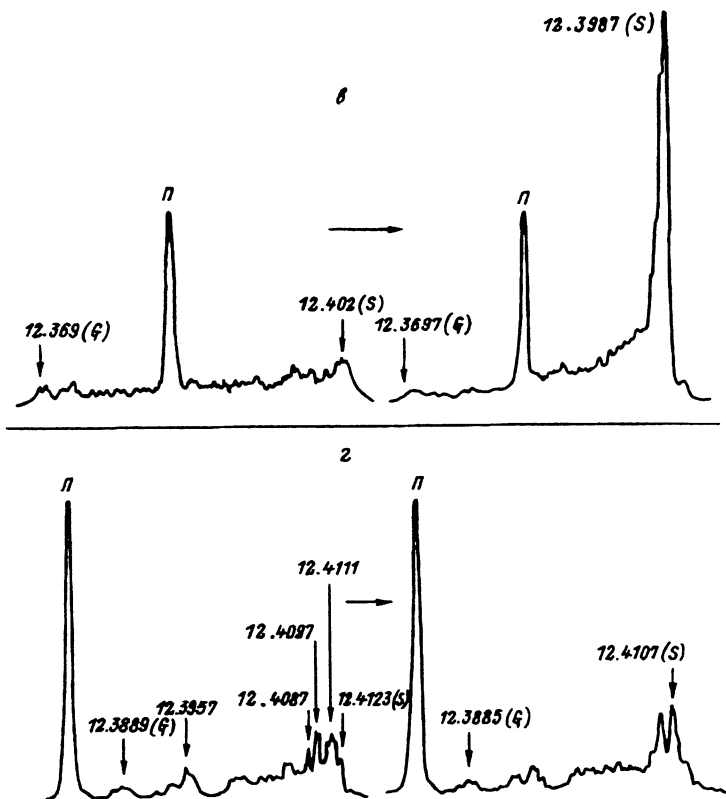 12.3987 (S)
в
П
П
12.402 (S)
12.369 (G)
12.3697 (G)
г
П
П
12.4111
12.4097
12.4107 (S)
12.3957
12.4087
12.4123 (S)
12.3889 (G)
12.3885 (G)